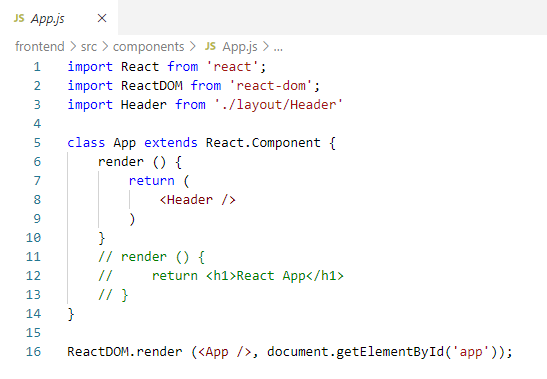 JS App.js ×
frontend > src > components > JS App.js > ...
1 import React from 'react';
2 import ReactDOM from 'react-dom';
3 import Header from './layout/Header'
4
5 class App extends React.Component {
6     render () {
7         return (
8             <Header />
9         )
10     }
11     // render () {
12     //     return <h1>React App</h1>
13     // }
14 }
15
16 ReactDOM.render (<App />, document.getElementById('app'));